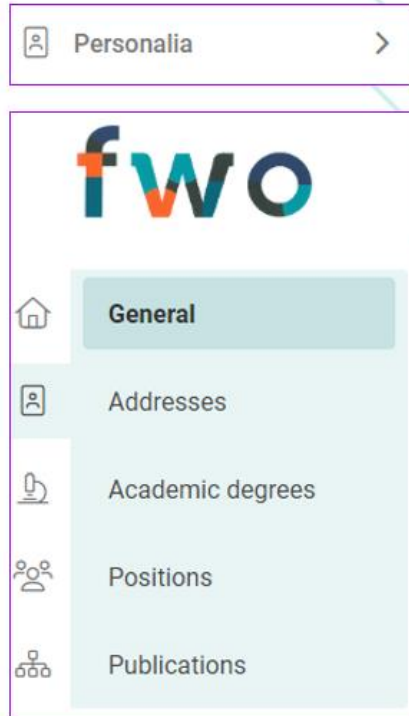 Personalia
fwo
General
Addresses
Academic degrees
Positions
Publications